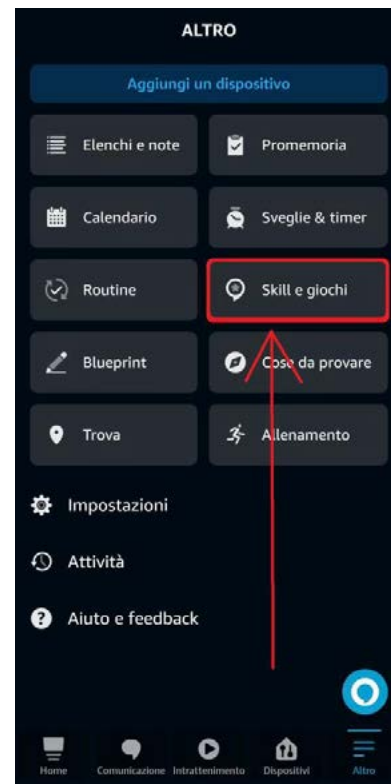 ALTRO
Aggiungi un dispositivo
Elenchi e note
Promemoria
Calendario
Sveglie & timer
Routine
Skill e giochi
Blueprint
Cose da provare
Trova
Allenamento
Impostazioni
Attività
Aiuto e feedback
Home
Comunicazione
Intrattenimento
Dispositivi
Altro